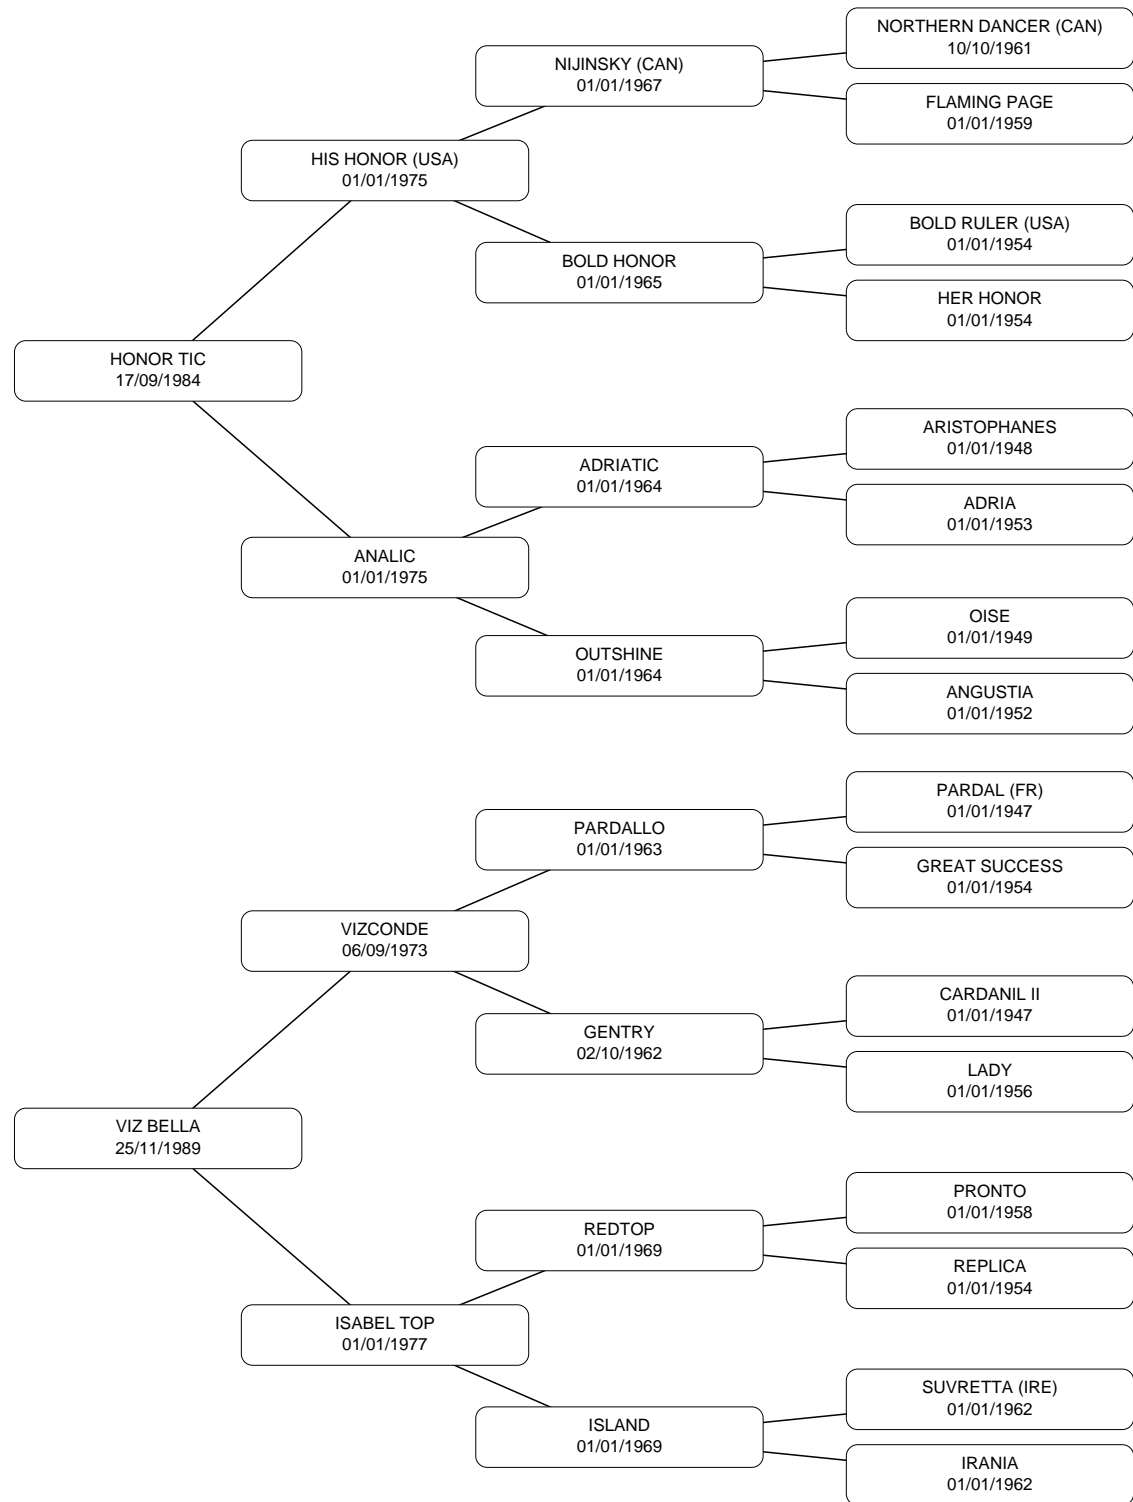 NORTHERN DANCER (CAN)
10/10/1961
NIJINSKY (CAN)
01/01/1967
FLAMING PAGE
01/01/1959
HIS HONOR (USA)
01/01/1975
BOLD RULER (USA)
01/01/1954
BOLD HONOR
01/01/1965
HER HONOR
01/01/1954
HONOR TIC
17/09/1984
ARISTOPHANES
01/01/1948
ADRIATIC
01/01/1964
ADRIA
01/01/1953
ANALIC
01/01/1975
OISE
01/01/1949
OUTSHINE
01/01/1964
ANGUSTIA
01/01/1952
PARDAL (FR)
01/01/1947
PARDALLO
01/01/1963
GREAT SUCCESS
01/01/1954
VIZCONDE
06/09/1973
CARDANIL II
01/01/1947
GENTRY
02/10/1962
LADY
01/01/1956
VIZ BELLA
25/11/1989
PRONTO
01/01/1958
REDTOP
01/01/1969
REPLICA
01/01/1954
ISABEL TOP
01/01/1977
SUVRETTA (IRE)
01/01/1962
ISLAND
01/01/1969
IRANIA
01/01/1962